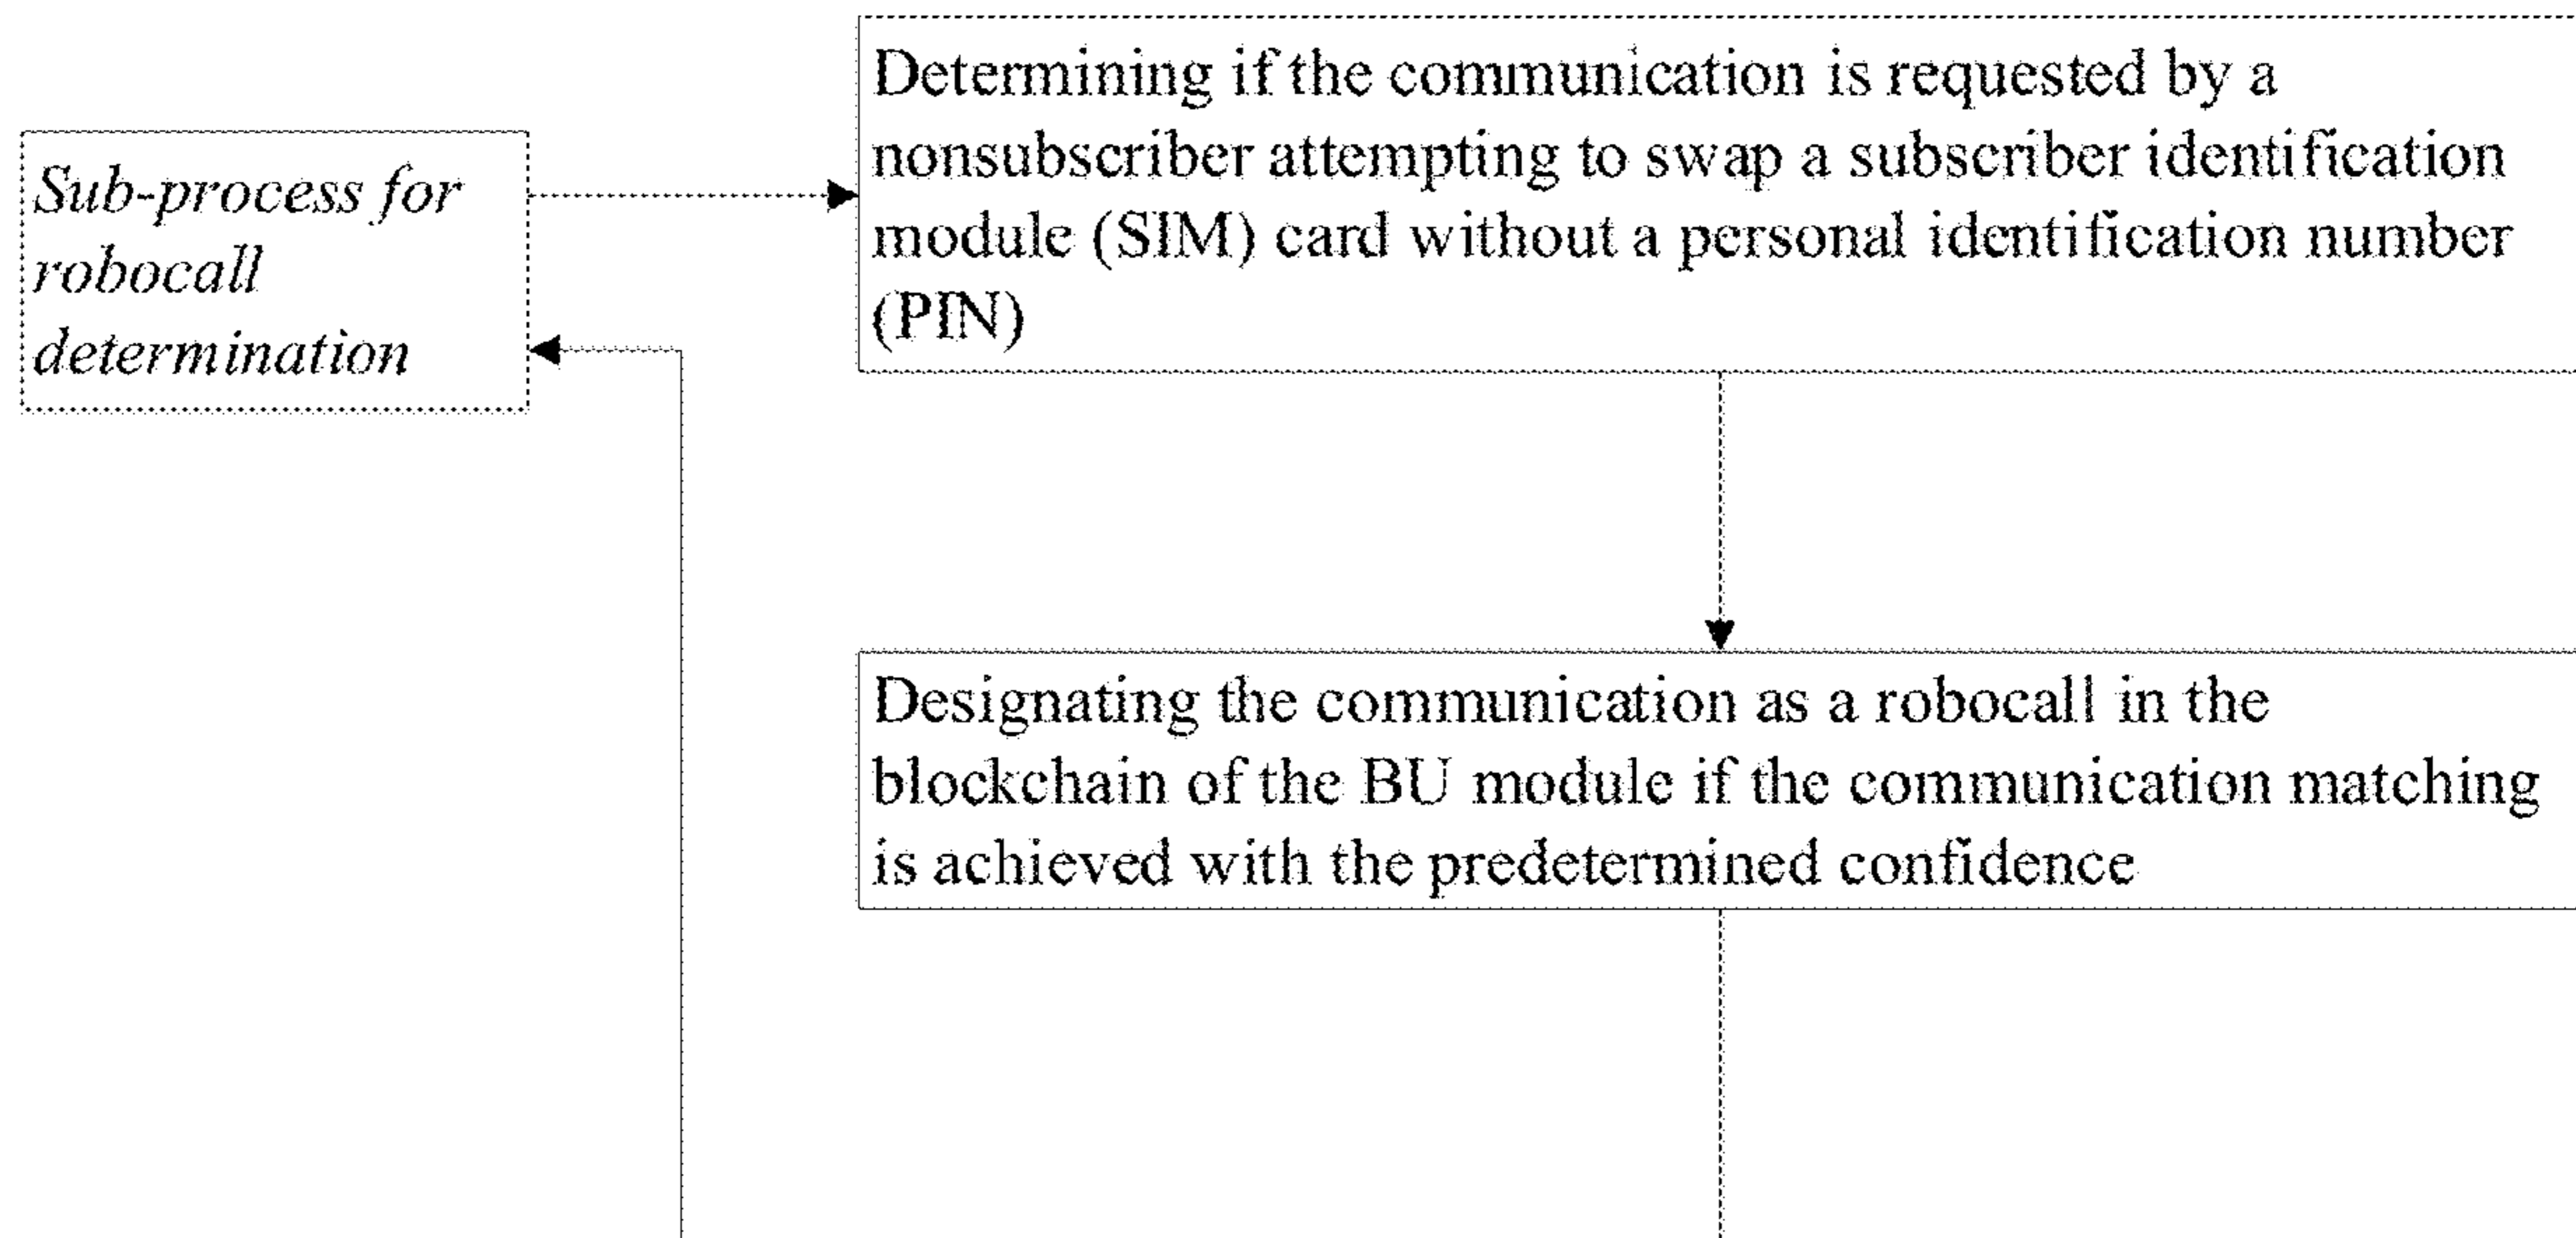 Sub-process for
robocall
determination
Determining if the communication is requested by a
nonsubscriber attempting to swap a subscriber identification
module (SIM) card without a personal identification number
(PIN)
Designating the communication as a robocall in the
blockchain of the BU module if the communication matching
is achieved with the predetermined confidence